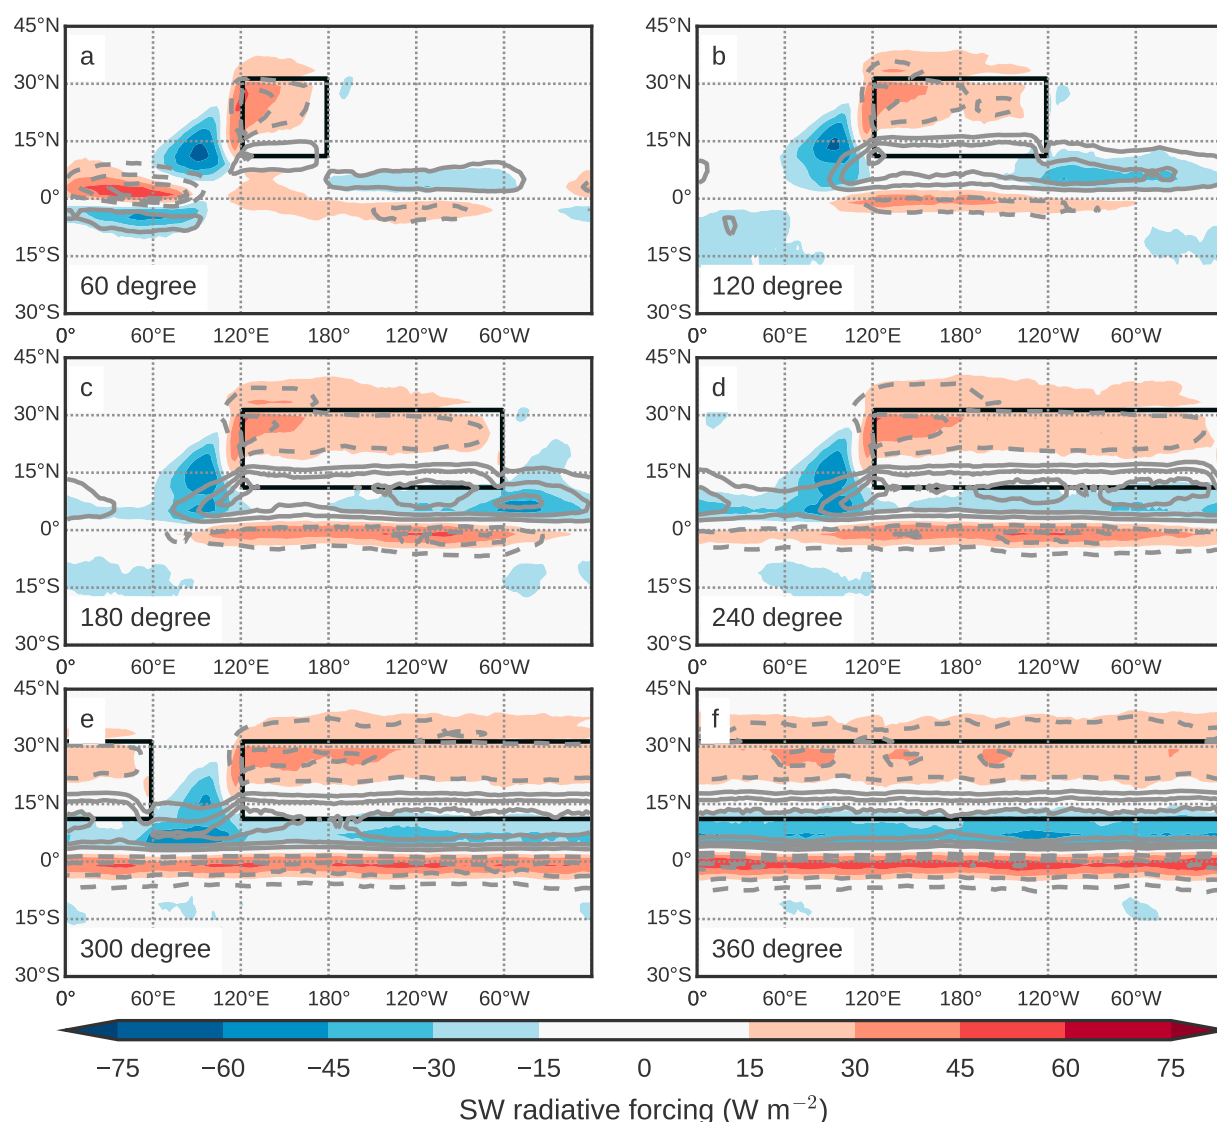 45°N 45°N
a b
30°N 30°N
15°N 15°N
0° 0°
15°S 15°S
60 degree 120 degree
30°S 30°S
0° 60°E 120°E 180° 120°W 60°W 0° 60°E 120°E 180° 120°W 60°W
45°N 45°N
c d
30°N 30°N
15°N 15°N
0° 0°
15°S 15°S
180 degree 240 degree
30°S 30°S
0° 60°E 120°E 180° 120°W 60°W 0° 60°E 120°E 180° 120°W 60°W
45°N 45°N
e f
30°N 30°N
15°N 15°N
0° 0°
15°S 15°S
300 degree 360 degree
30°S 30°S
0° 60°E 120°E 180° 120°W 60°W 0° 60°E 120°E 180° 120°W 60°W
−75 −60 −45 −30 −15 0 15 30 45 60 75
SW radiative forcing (W m⁻²)